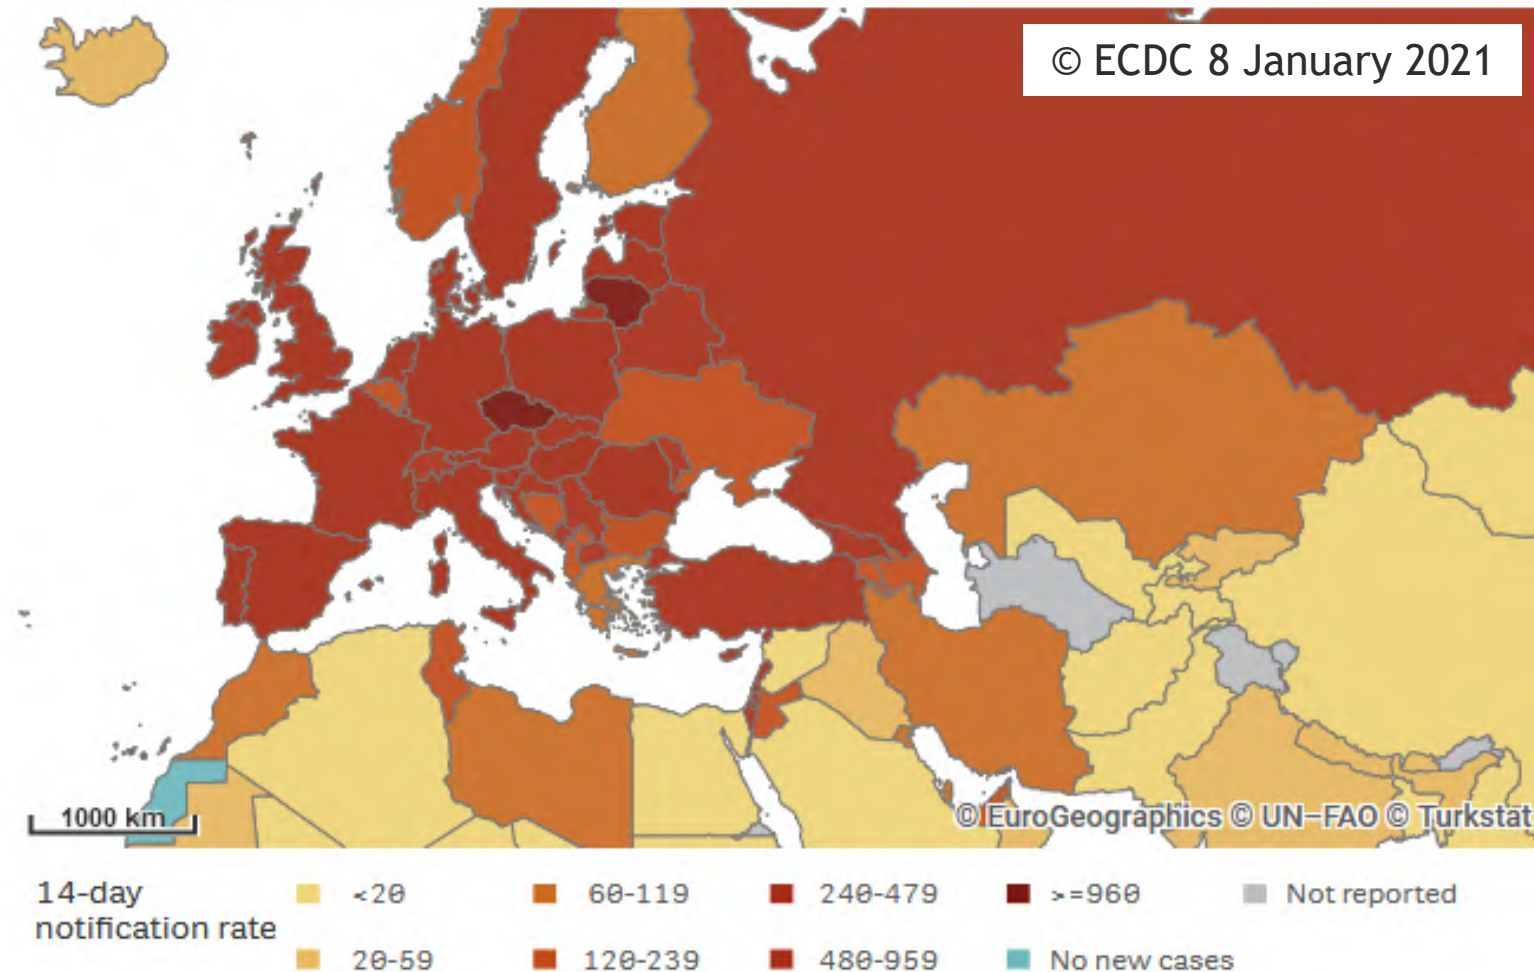 © ECDC 8 January 2021
1000 km
© EuroGeographics © UN−FAO © Turkstat
14-day
notification rate
<20
60-119
240-479
>=960
Not reported
20-59
120-239
480-959
No new cases